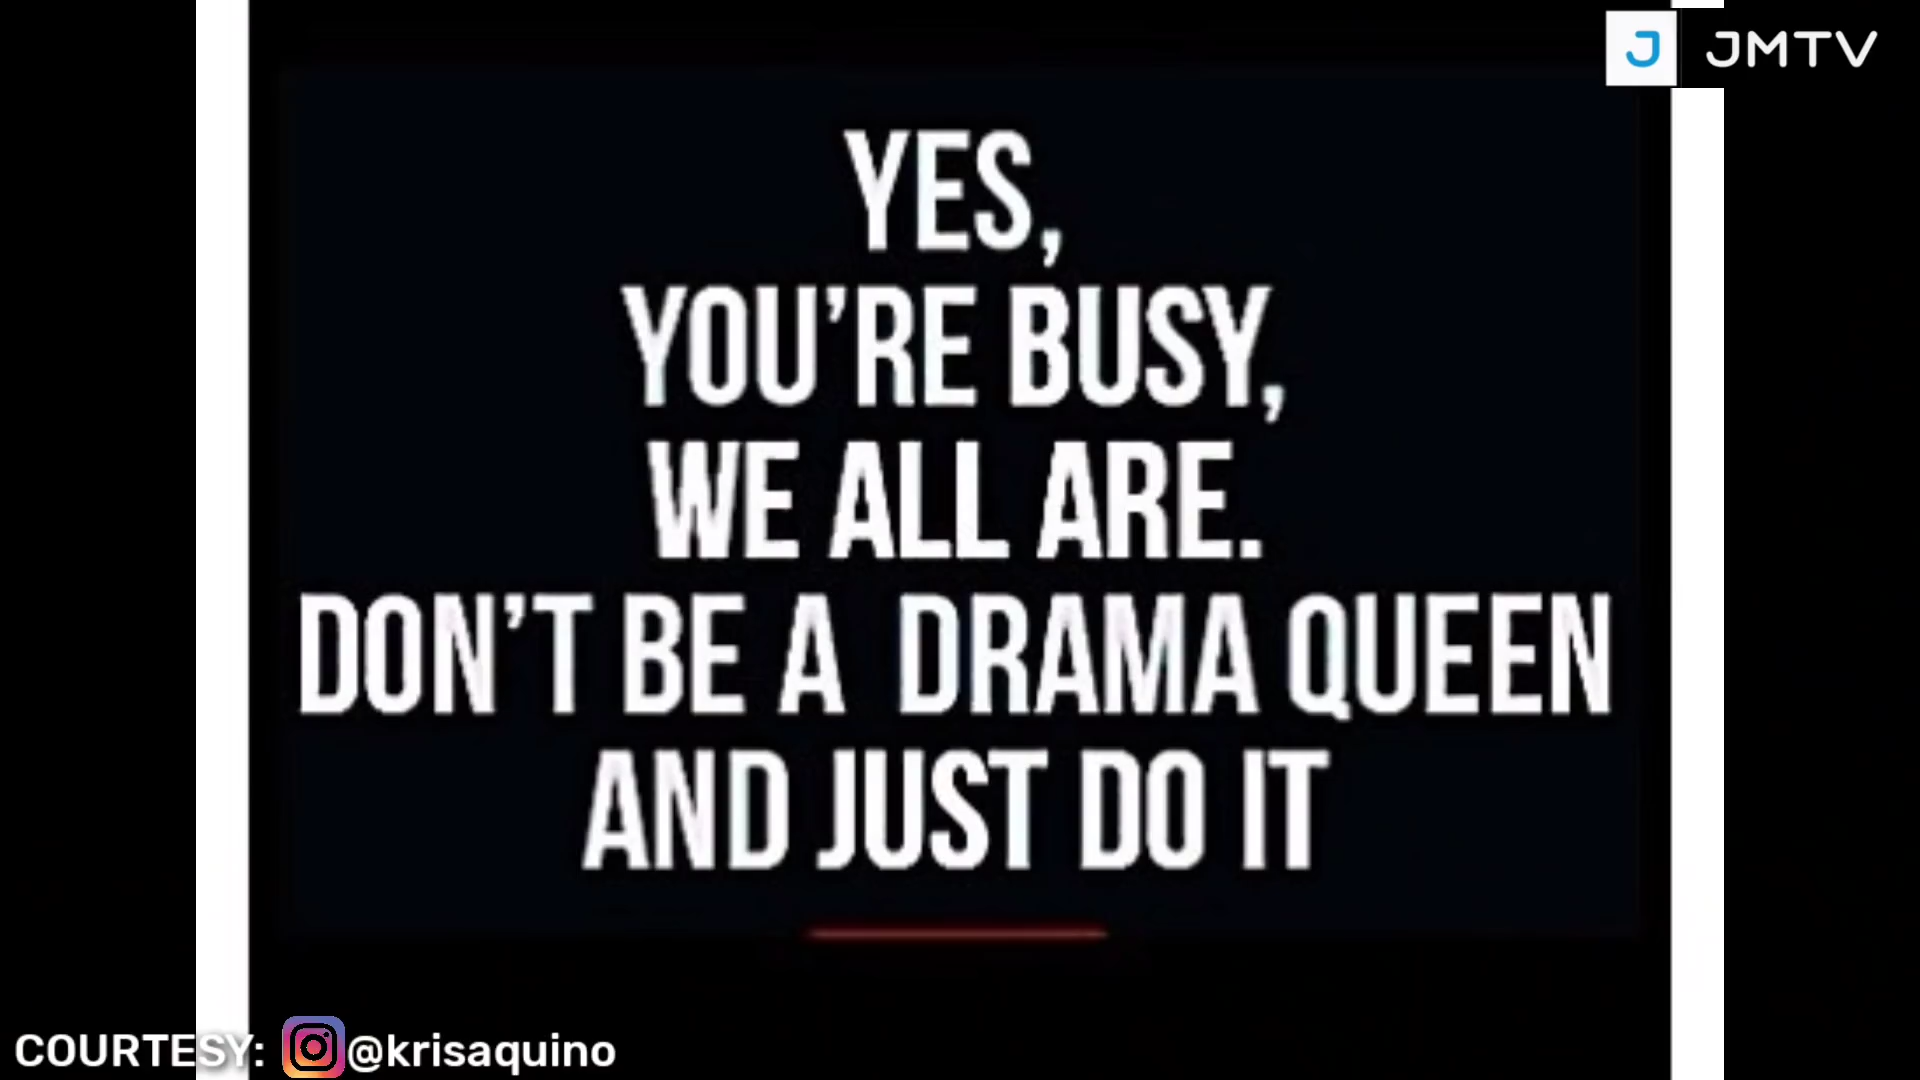 J JMTV
YES,
YOU'RE BUSY,
WE ALL ARE.
DON'T BE A DRAMA QUEEN
AND JUST DO IT
COURTESY: @krisaquino